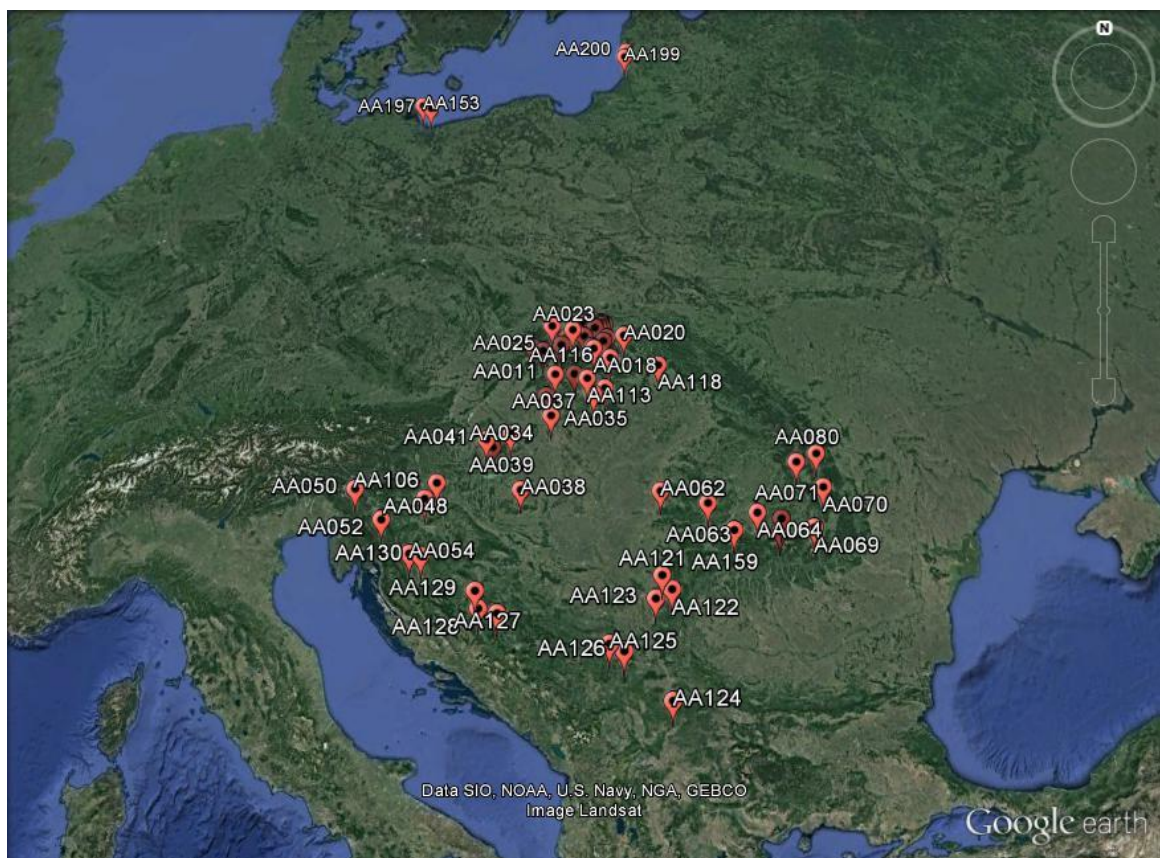 N
AA200 AA199
AA197 AA153
AA023
AA020
AA025
AA116
AA018
AA011
AA118
AA113
AA037
AA035
AA041 AA034
AA039
AA050 AA106
AA038
AA048
AA052
AA080
AA062
AA071
AA070
AA063 AA064
AA069
AA159
AA130 AA054
AA121
AA129
AA123
AA122
AA128 AA127
AA126 AA125
AA124
Data SIO, NOAA, U.S. Navy, NGA, GEBCO
Image Landsat
Google earth